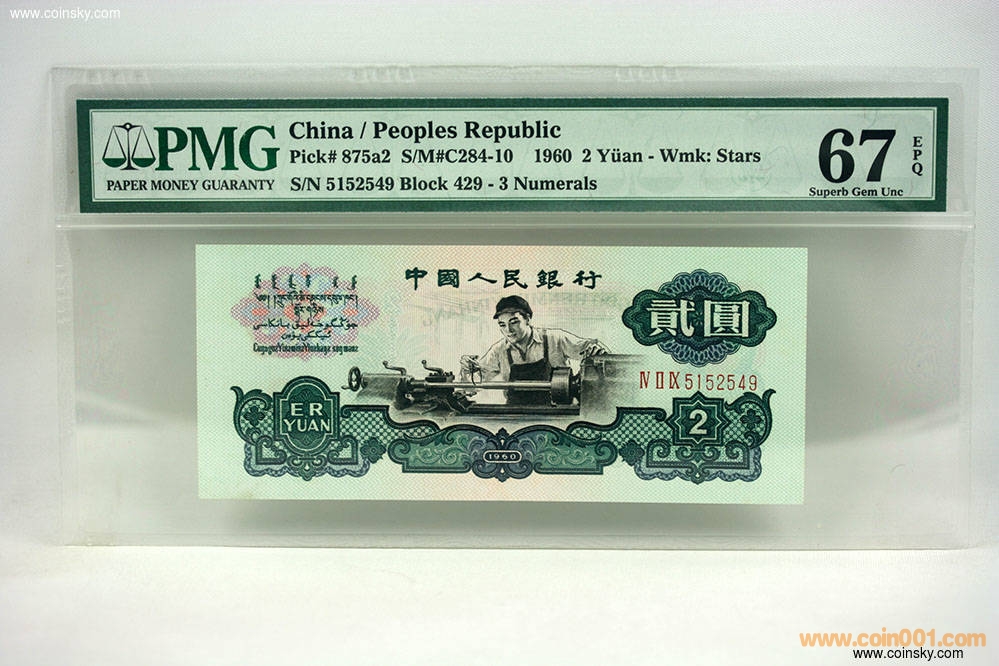 www.coinsky.com
PMG
PAPER MONEY GUARANTY
China / Peoples Republic
Pick# 875a2 S/M#C284-10 1960 2 Yüan - Wmk: Stars
S/N 5152549 Block 429 - 3 Numerals
67
EPQ
Superb Gem Unc
中國人民銀行
貳圓
ⅣⅡⅨ5152549
ER
YUAN
2
1960
www.coin001.com
www.coinsky.com